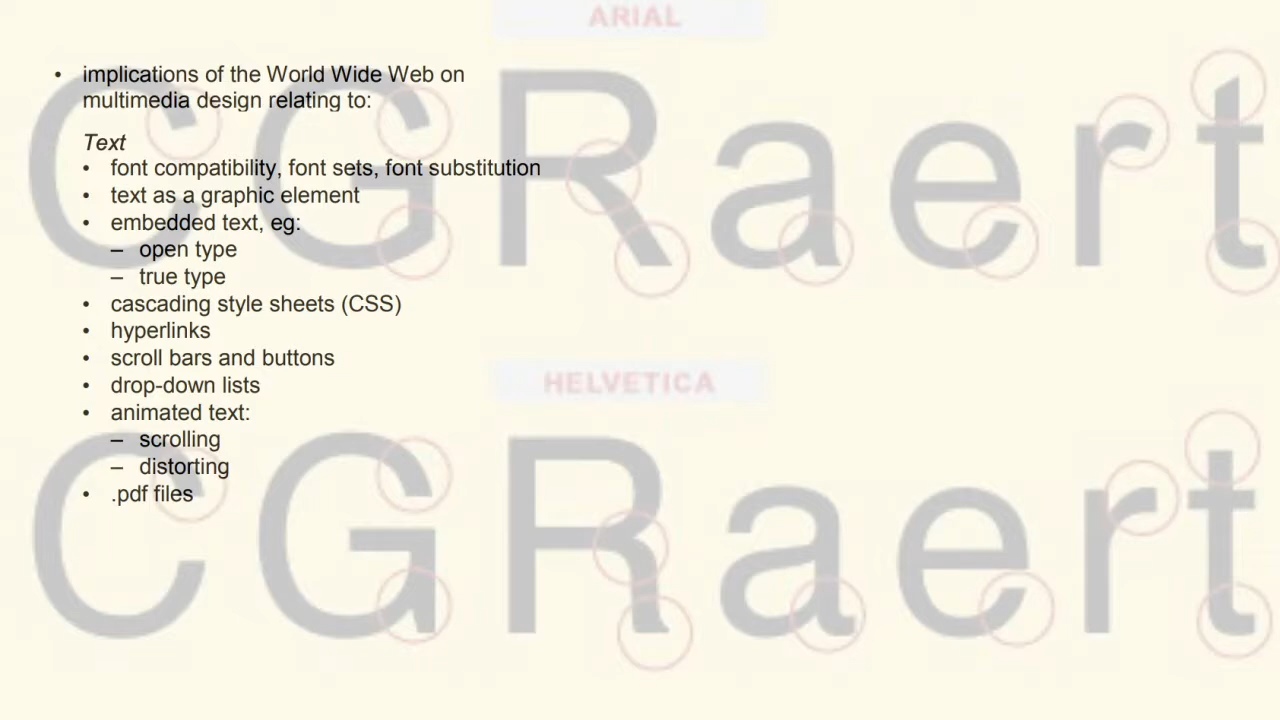 ARIAL
• implications of the World Wide Web on
multimedia design relating to:
Text
• font compatibility, font sets, font substitution
• text as a graphic element
• embedded text, eg:
– open type
– true type
• cascading style sheets (CSS)
• hyperlinks
• scroll bars and buttons
• drop-down lists
• animated text:
– scrolling
– distorting
• .pdf files
C G R a e r t
HELVETICA
C G R a e r t